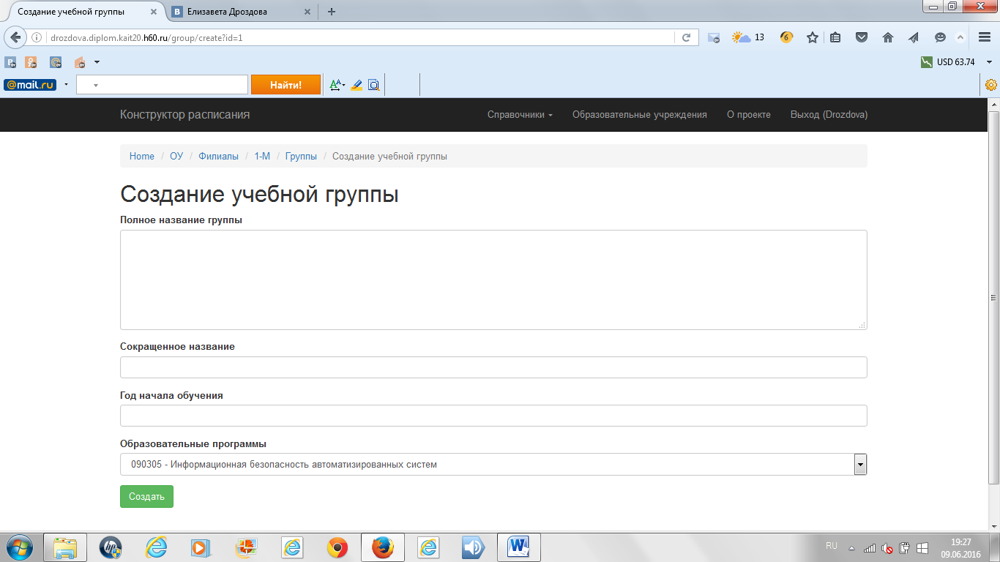 Создание учебной группы
В Елизавета Дроздова
drozdova.diplom.kait20.h60.ru/group/create?id=1
13
6
USD 63.74
@mail.ru
Найти!
Конструктор расписания
Справочники
Образовательные учреждения
О проекте
Выход (Drozdova)
Home / ОУ / Филиалы / 1-М / Группы / Создание учебной группы
Создание учебной группы
Полное название группы
Сокращенное название
Год начала обучения
Образовательные программы
090305 - Информационная безопасность автоматизированных систем
Создать
RU
19:27
09.06.2016